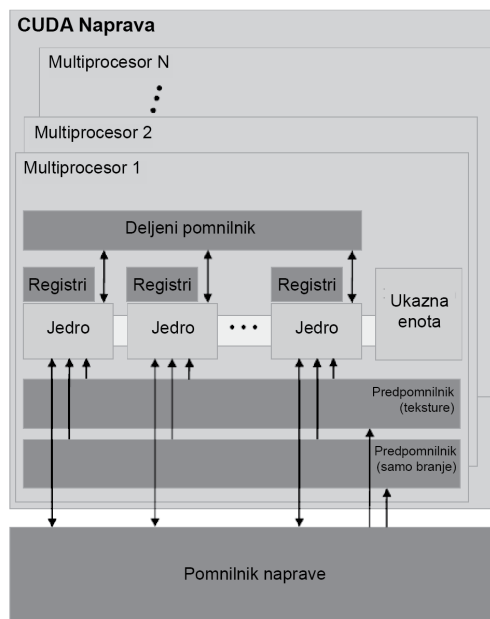 CUDA Naprava
Multiprocesor N
Multiprocesor 2
Multiprocesor 1
Deljeni pomnilnik
Registri
Registri
Registri
Jedro
Jedro
Jedro
Ukazna
enota
Predpomnilnik
(teksture)
Predpomnilnik
(samo branje)
Pomnilnik naprave